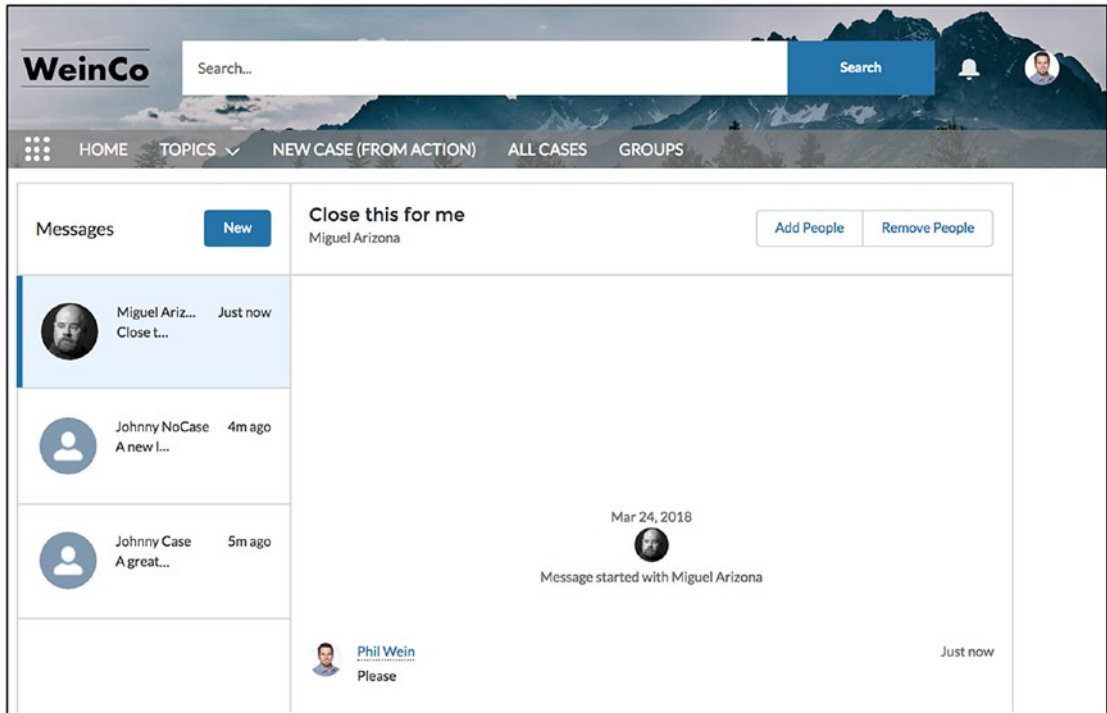 WeinCo
Search...
Search
HOME TOPICS NEW CASE (FROM ACTION) ALL CASES GROUPS
Messages
New
Close this for me
Miguel Arizona
Add People
Remove People
Miguel Ariz... Just now
Close t...
Johnny NoCase 4m ago
A new l...
Johnny Case 5m ago
A great...
Mar 24, 2018
Message started with Miguel Arizona
Phil Wein Just now
Please